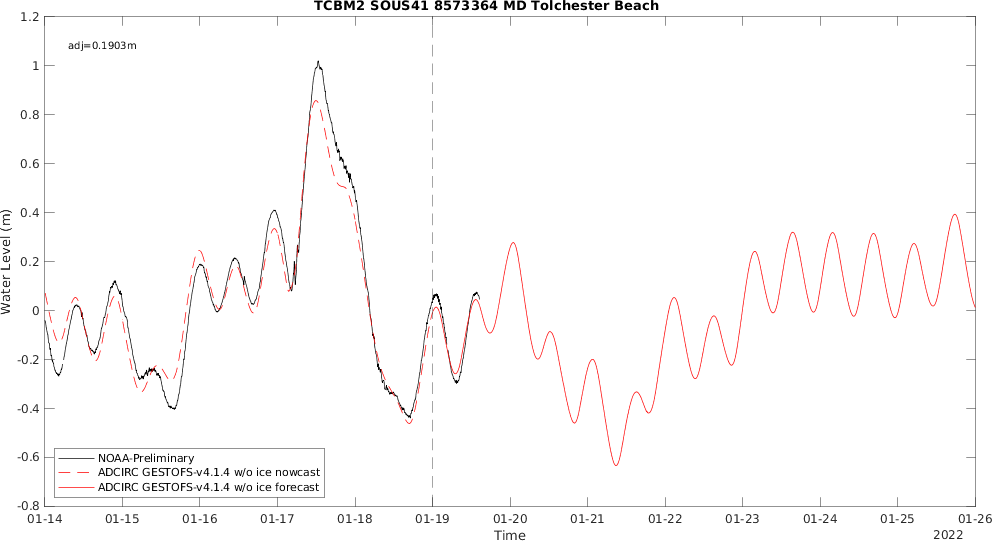 TCBM2 SOUS41 8573364 MD Tolchester Beach
adj=0.1903m
1.2
1
0.8
0.6
0.4
0.2
0
-0.2
-0.4
-0.6
-0.8
Water Level (m)
NOAA-Preliminary
ADCIRC GESTOFS-v4.1.4 w/o ice nowcast
ADCIRC GESTOFS-v4.1.4 w/o ice forecast
01-14 01-15 01-16 01-17 01-18 01-19 01-20 01-21 01-22 01-23 01-24 01-25 01-26
Time
2022